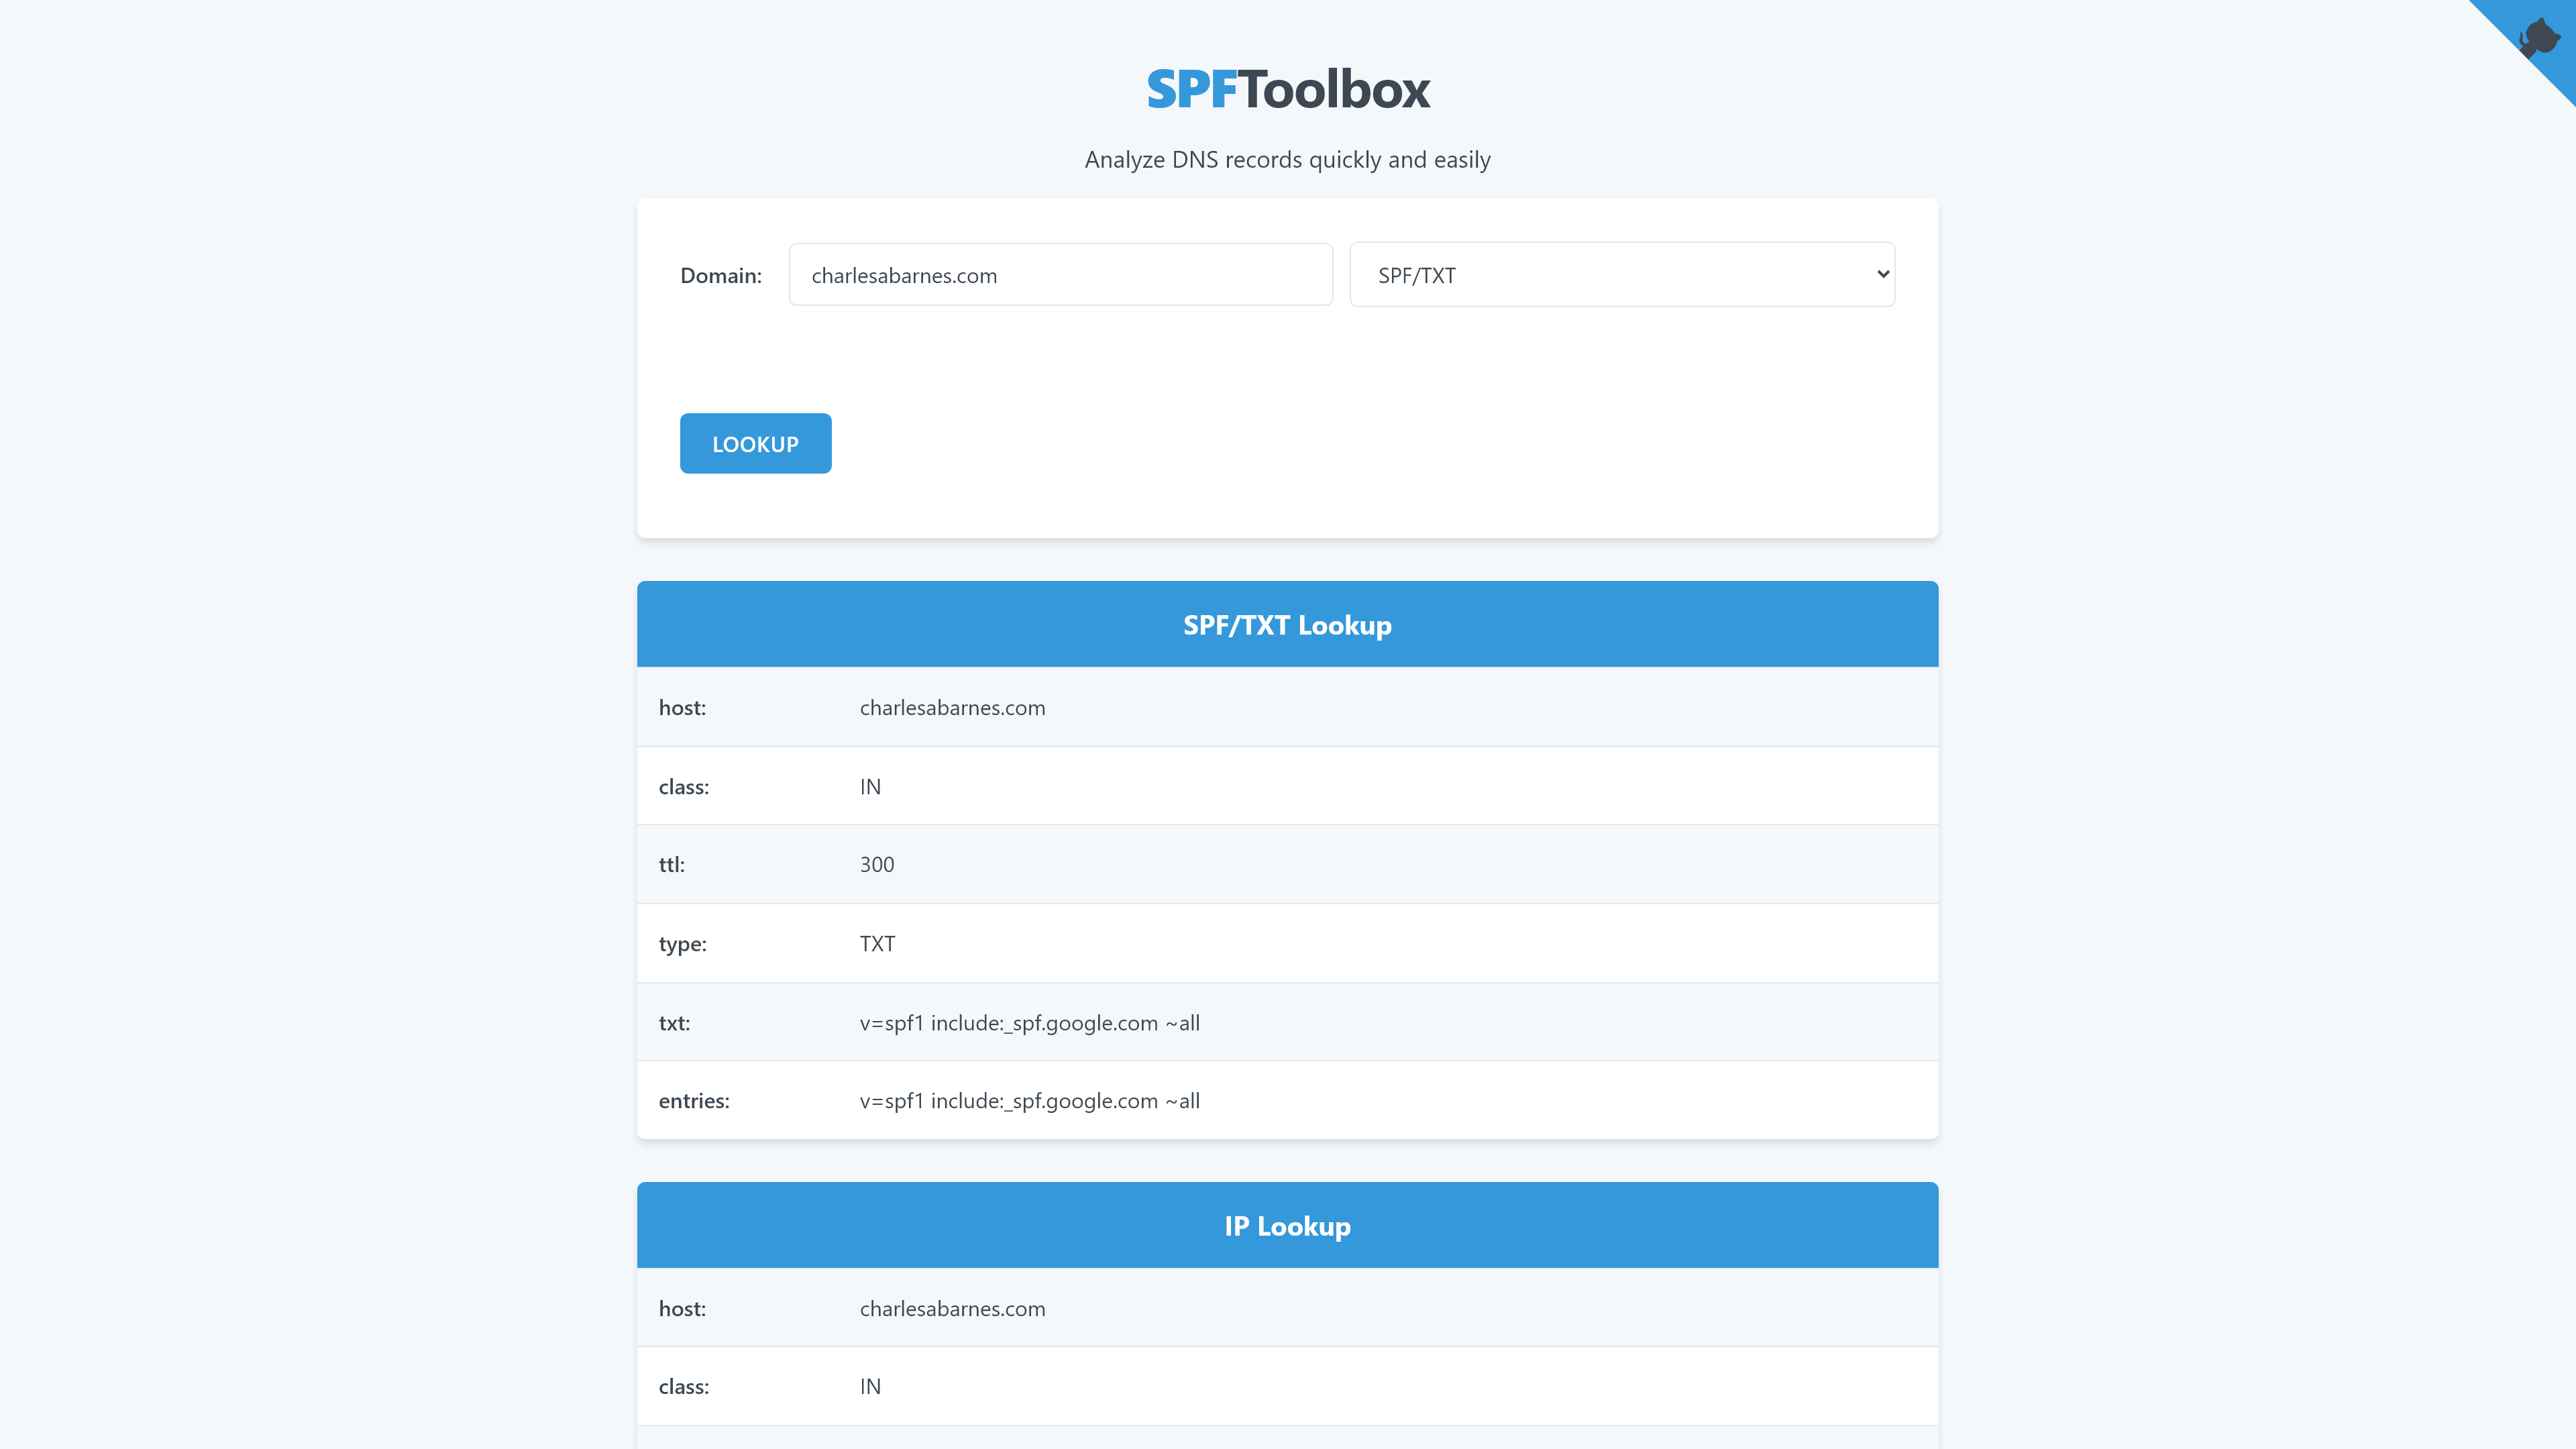 SPFToolbox
Analyze DNS records quickly and easily
Domain: charlesabarnes.com SPF/TXT
LOOKUP
SPF/TXT Lookup
host: charlesabarnes.com
class: IN
ttl: 300
type: TXT
txt: v=spf1 include:_spf.google.com ~all
entries: v=spf1 include:_spf.google.com ~all
IP Lookup
host: charlesabarnes.com
class: IN